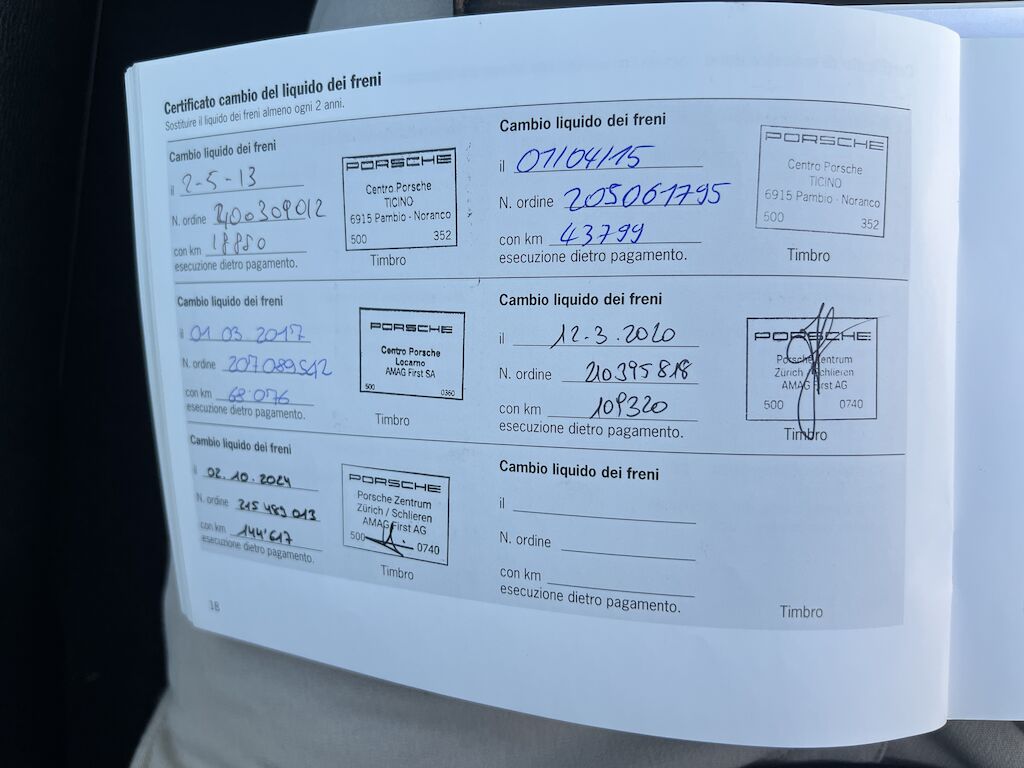 Certificato cambio del liquido dei freni
Sostituire il liquido dei freni almeno ogni 2 anni.
Cambio liquido dei freni
il 2-5-13
N. ordine 200309012
con km 18850
esecuzione dietro pagamento.
PORSCHE
Centro Porsche
TICINO
6915 Pambio - Noranco
500 352
Timbro
Cambio liquido dei freni
il 01/04/15
N. ordine 205061795
con km 43799
esecuzione dietro pagamento.
PORSCHE
Centro Porsche
TICINO
6915 Pambio - Noranco
500 352
Timbro
Cambio liquido dei freni
il 01 03 2017
N. ordine 207089512
con km 68.076
esecuzione dietro pagamento.
PORSCHE
Centro Porsche
Locarno
AMAG First SA
500 0360
Timbro
Cambio liquido dei freni
il 12.3.2020
N. ordine 210395818
con km 109320
esecuzione dietro pagamento.
PORSCHE
Porsche Zentrum
Zürich / Schlieren
AMAG First AG
500 0740
Timbro
Cambio liquido dei freni
il 02.10.2024
N. ordine 215489013
con km 144'617
esecuzione dietro pagamento.
PORSCHE
Porsche Zentrum
Zürich / Schlieren
AMAG First AG
500 0740
Timbro
Cambio liquido dei freni
il
N. ordine
con km
esecuzione dietro pagamento.
Timbro
18